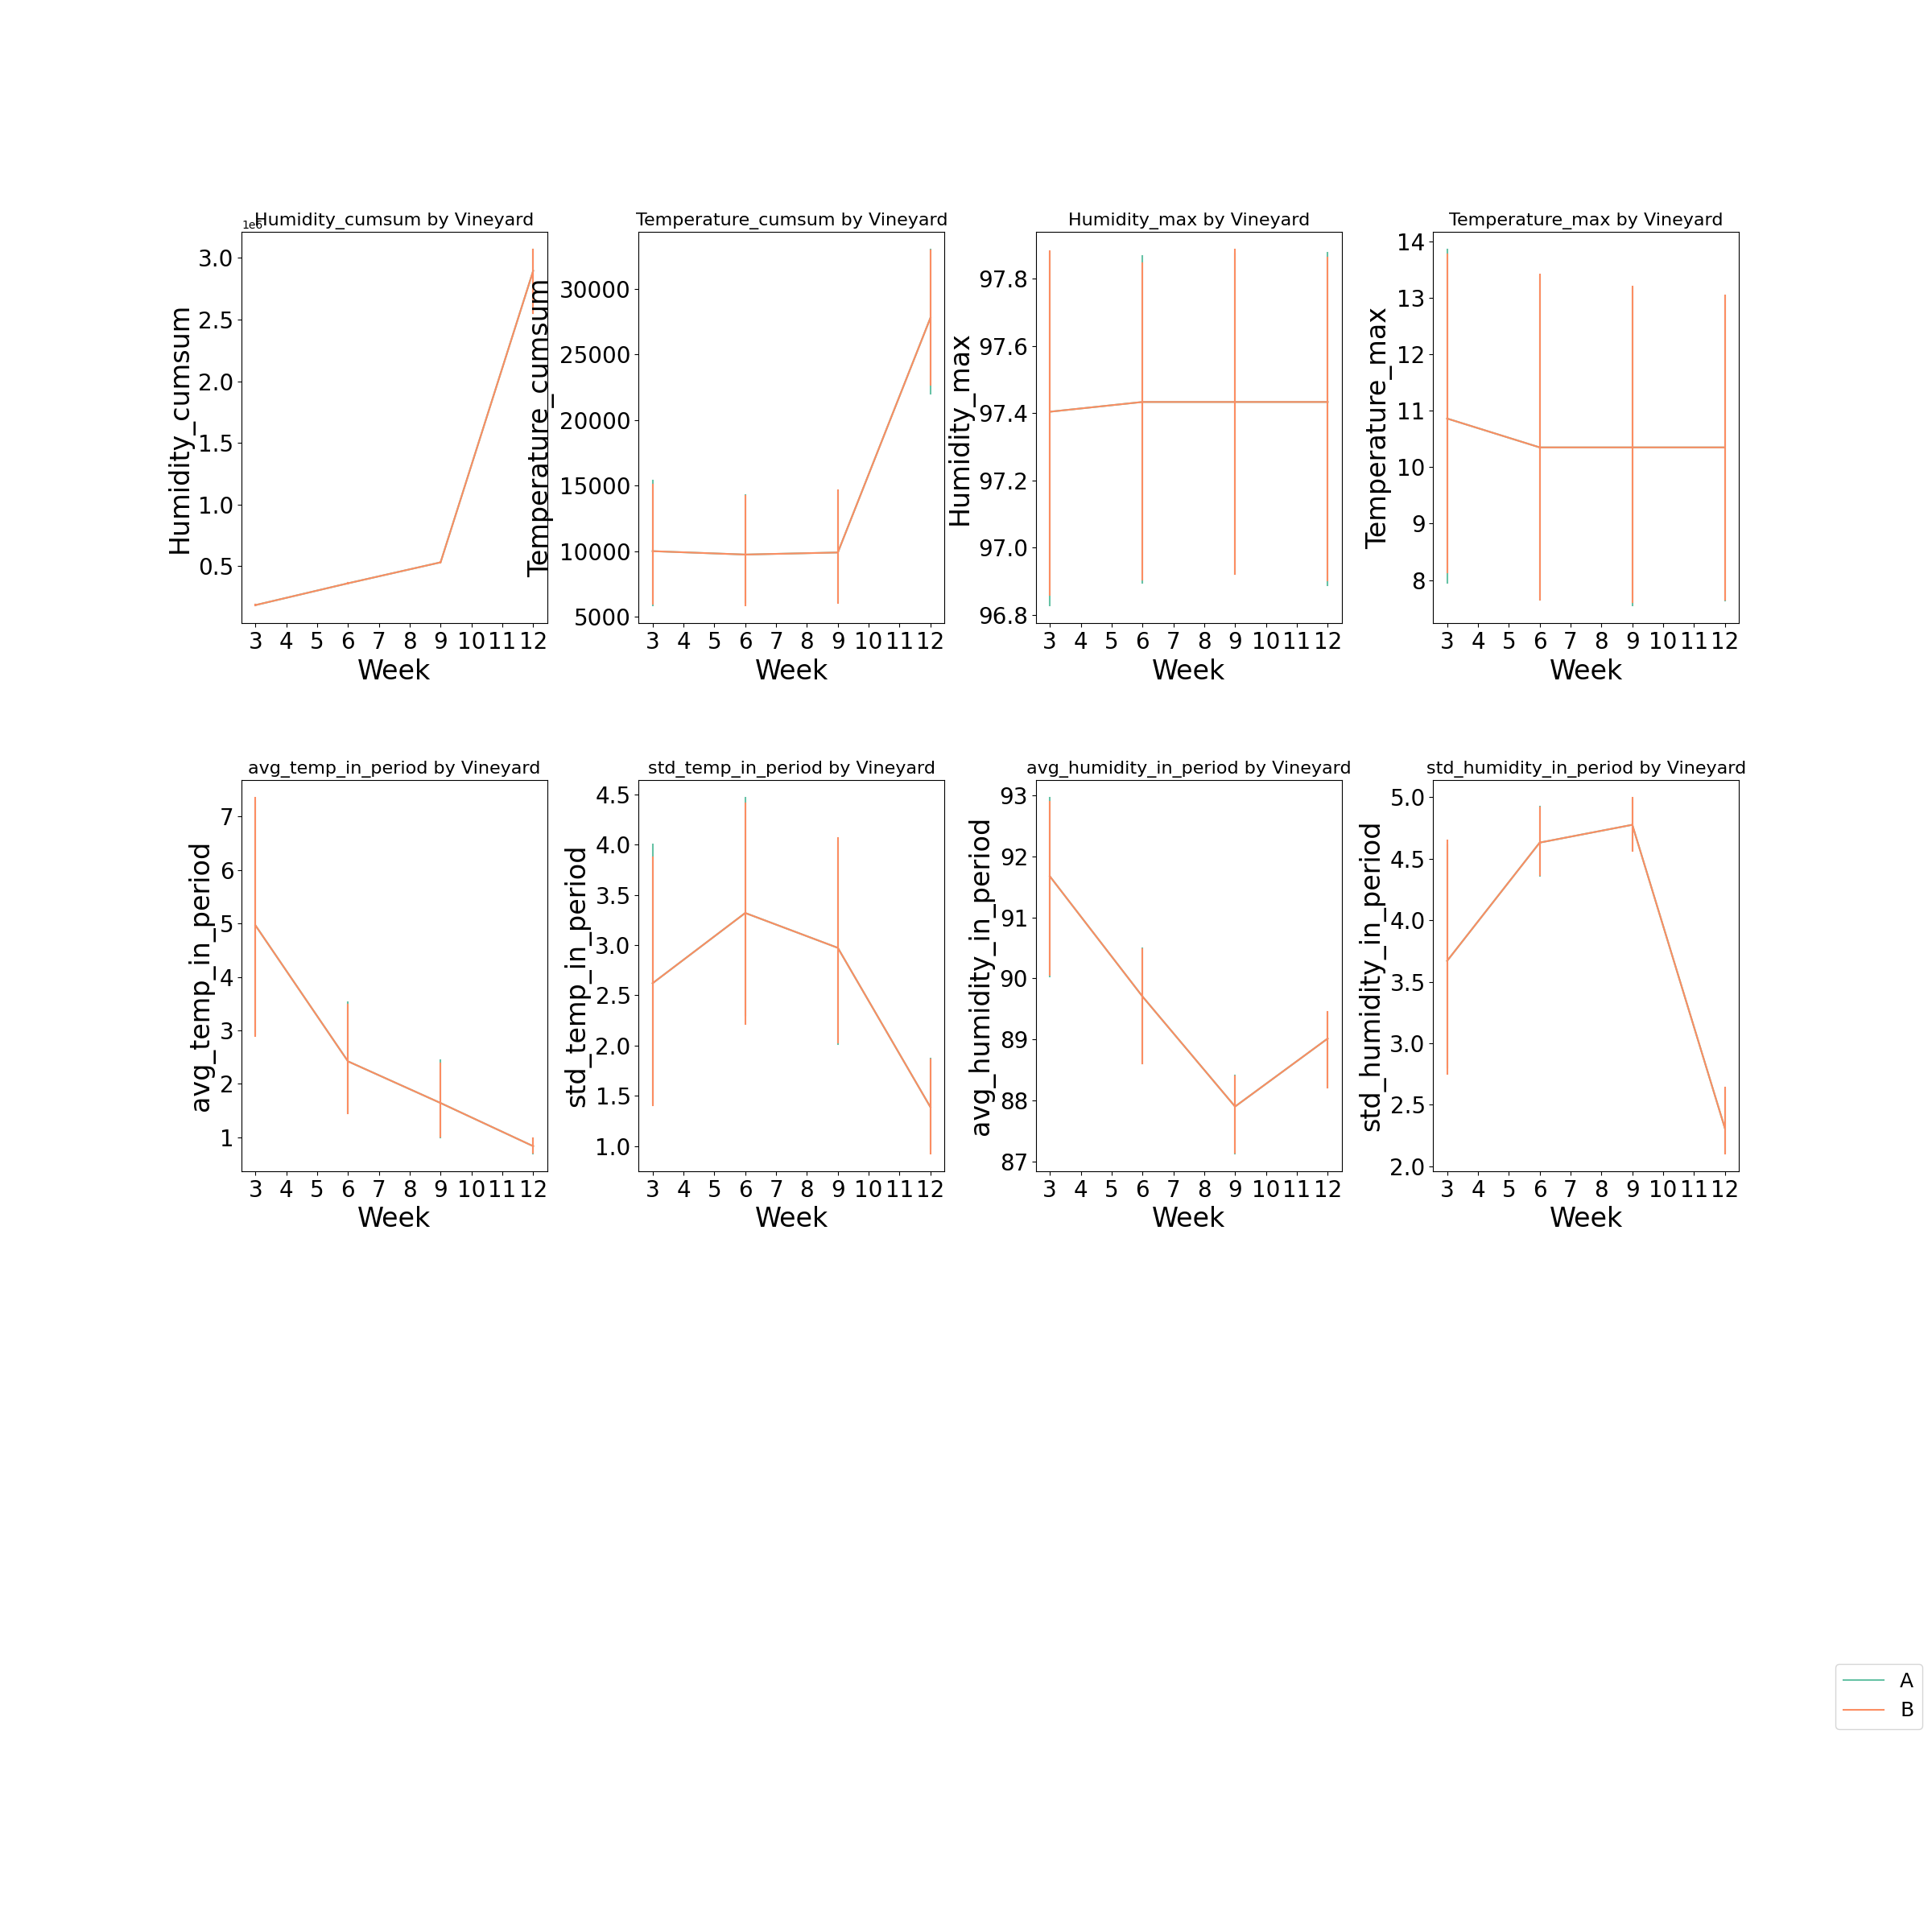 Humidity_cumsum by Vineyard
Temperature_cumsum by Vineyard
Humidity_max by Vineyard
Temperature_max by Vineyard
1e6
3.0
2.5
2.0
1.5
1.0
0.5
Humidity_cumsum
3 4 5 6 7 8 9 10 11 12
Week
30000
25000
20000
15000
10000
5000
Temperature_cumsum
3 4 5 6 7 8 9 10 11 12
Week
97.8
97.6
97.4
97.2
97.0
96.8
Humidity_max
3 4 5 6 7 8 9 10 11 12
Week
14
13
12
11
10
9
8
Temperature_max
3 4 5 6 7 8 9 10 11 12
Week
avg_temp_in_period by Vineyard
std_temp_in_period by Vineyard
avg_humidity_in_period by Vineyard
std_humidity_in_period by Vineyard
7
6
5
4
3
2
1
avg_temp_in_period
3 4 5 6 7 8 9 10 11 12
Week
4.5
4.0
3.5
3.0
2.5
2.0
1.5
1.0
std_temp_in_period
3 4 5 6 7 8 9 10 11 12
Week
93
92
91
90
89
88
87
avg_humidity_in_period
3 4 5 6 7 8 9 10 11 12
Week
5.0
4.5
4.0
3.5
3.0
2.5
2.0
std_humidity_in_period
3 4 5 6 7 8 9 10 11 12
Week
A
B